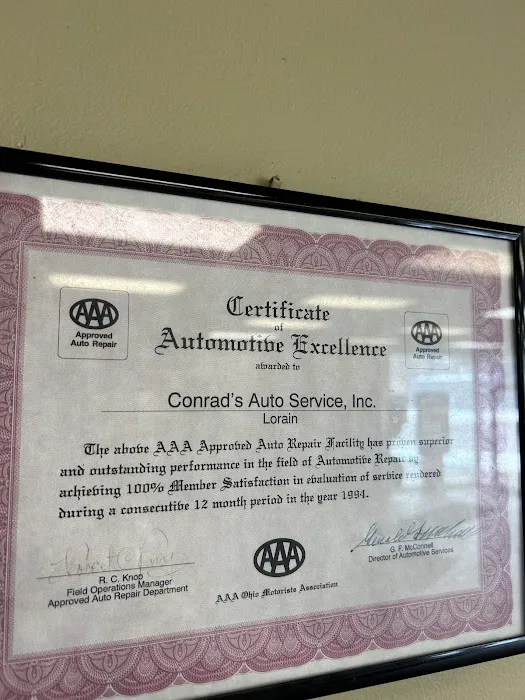 Certificate
of
Automotive Excellence
awarded to
AAA
Approved
Auto Repair
AAA
Approved
Auto Repair
Conrad's Auto Service, Inc.
Lorain
The above AAA Approved Auto Repair Facility has proven superior
and outstanding performance in the field of Automotive Repair by
achieving 100% Member Satisfaction in evaluation of service rendered
during a consecutive 12 month period in the year 1994.
R. C. Knop
Field Operations Manager
Approved Auto Repair Department
AAA
AAA Ohio Motorists Association
G. F. McConnell
Director of Automotive Services